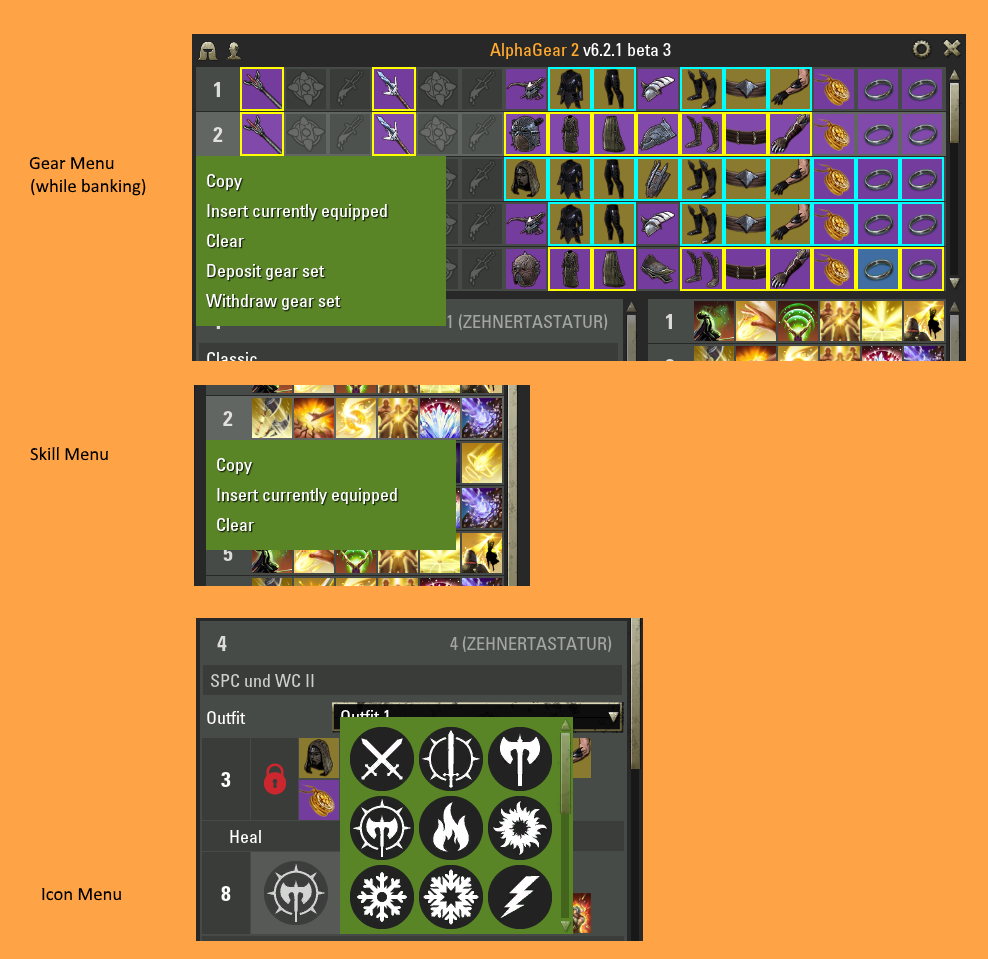 AlphaGear 2 v6.2.1 beta 3
1
2
Gear Menu
(while banking)
Copy
Insert currently equipped
Clear
Deposit gear set
Withdraw gear set
1 (ZEHNERTASTATUR)
1
Classic
2
Skill Menu
Copy
Insert currently equipped
Clear
5
4
4 (ZEHNERTASTATUR)
SPC und WC II
Outfit
Outfit 1
3
Heal
8
Icon Menu